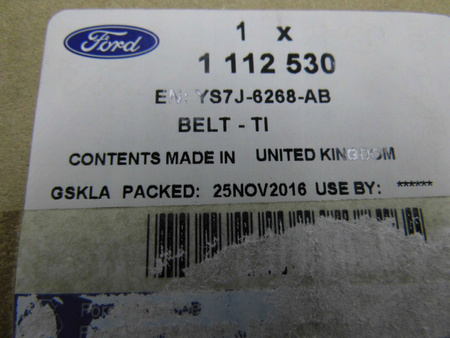 Ford
1 x
1 112 530
EN: YS7J-6268-AB
BELT - TI
CONTENTS MADE IN UNITED KINGDOM
GSKLA PACKED: 25NOV2016 USE BY: ******